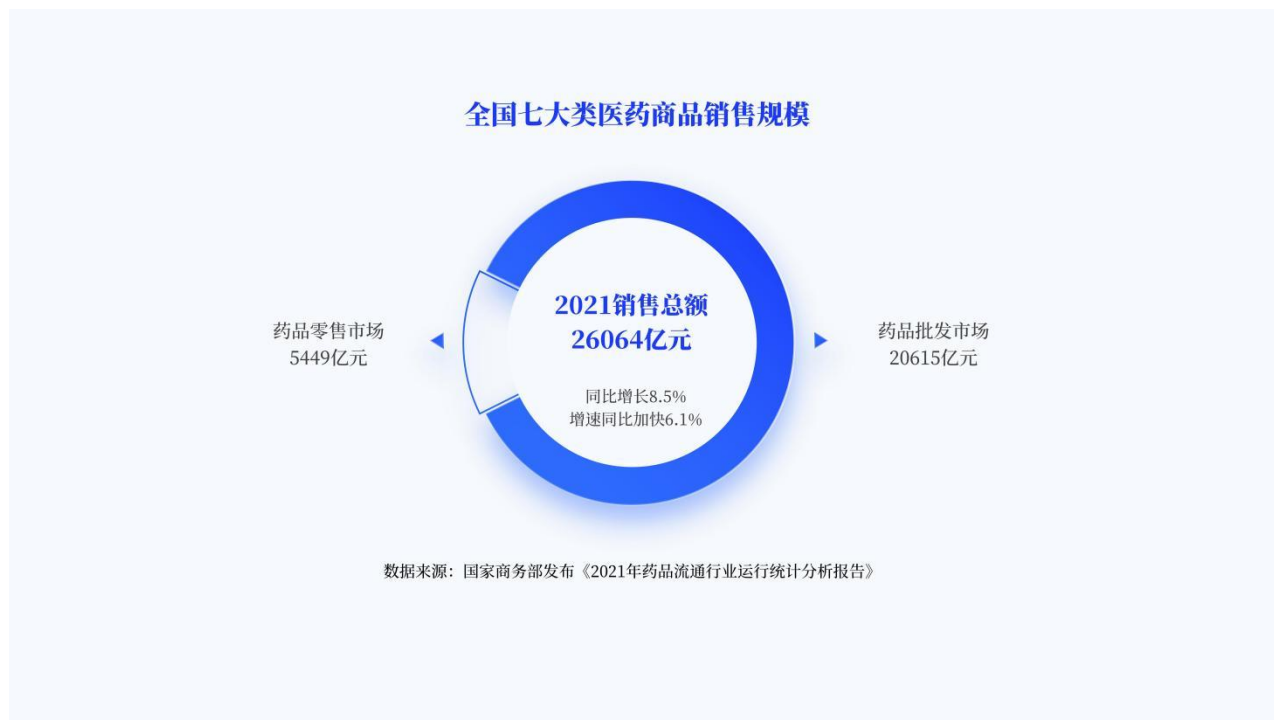 全国七大类医药商品销售规模
2021销售总额
26064亿元
同比增长8.5%
增速同比加快6.1%
药品零售市场
5449亿元
药品批发市场
20615亿元
数据来源：国家商务部发布《2021年药品流通行业运行统计分析报告》